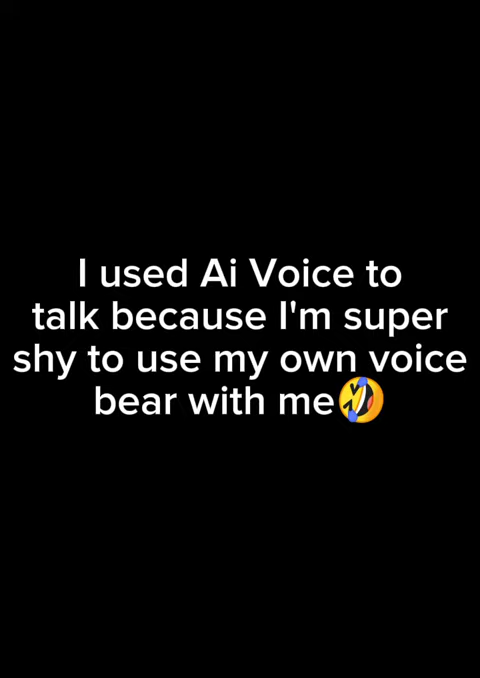 I used Ai Voice to
talk because I'm super
shy to use my own voice
bear with me🤣